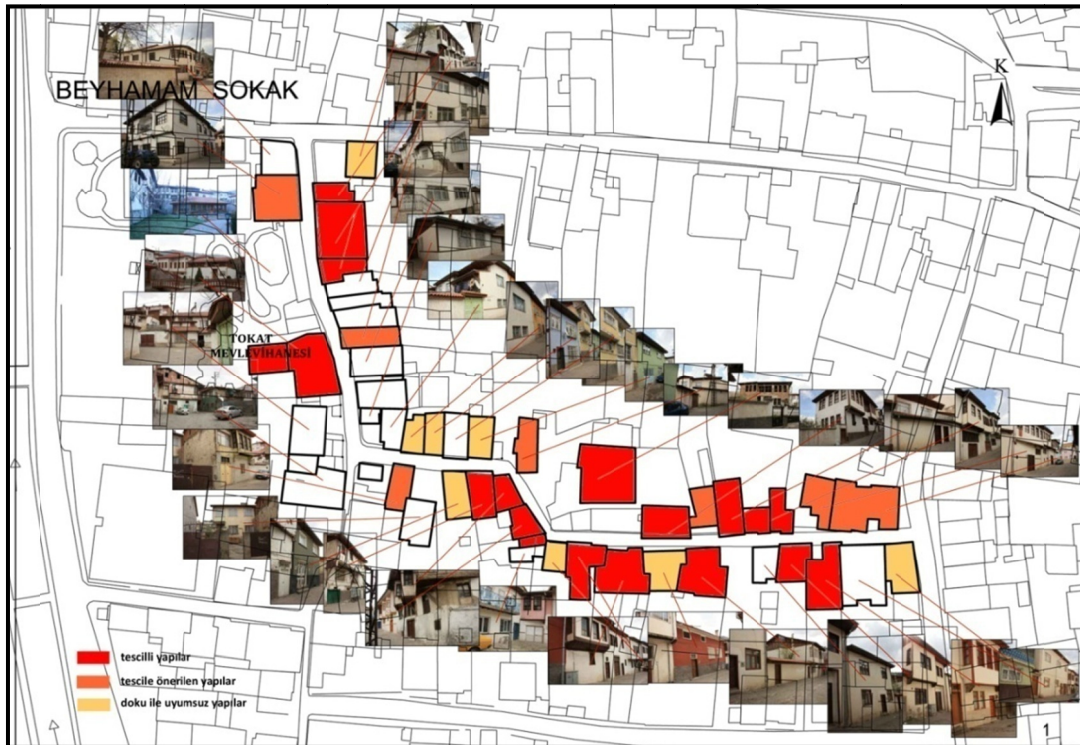 BEYHAMAM SOKAK
K
TOKAT
MEVLEVİHANESİ
tescilli yapılar
tescile önerilen yapılar
doku ile uyumsuz yapılar
1